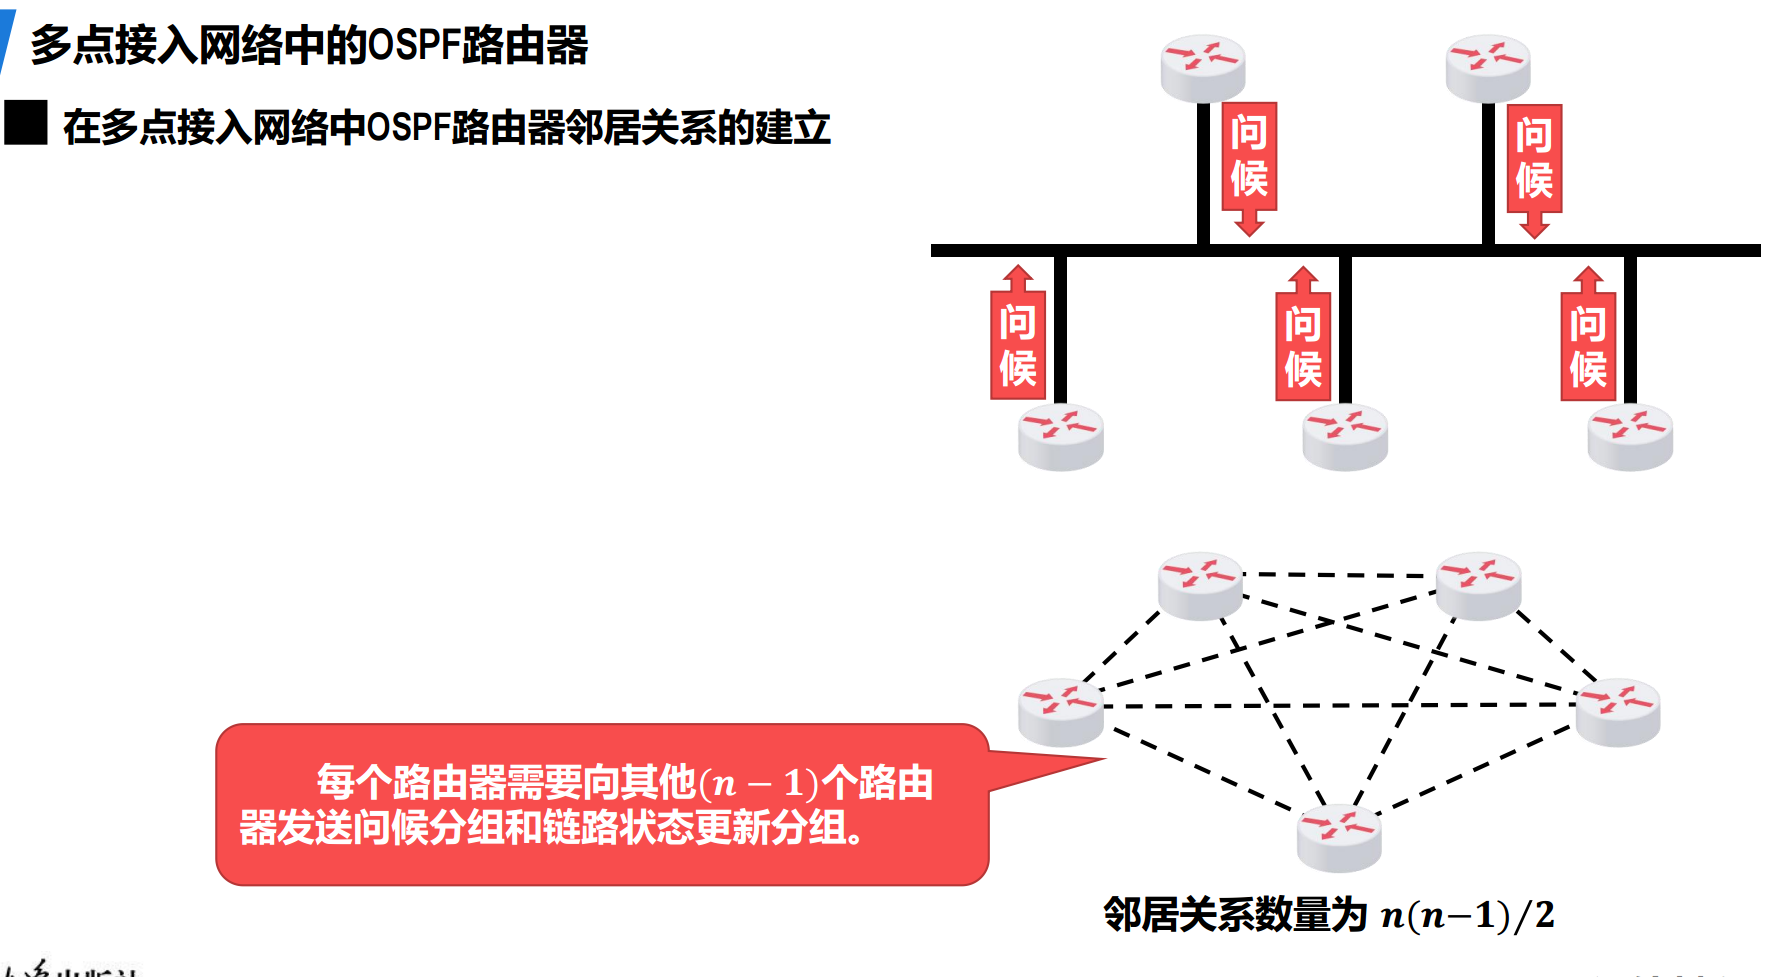 多点接入网络中的OSPF路由器
在多点接入网络中OSPF路由器邻居关系的建立
问候
问候
问候
问候
问候
每个路由器需要向其他(n − 1)个路由
器发送问候分组和链路状态更新分组。
邻居关系数量为 n(n−1)/2